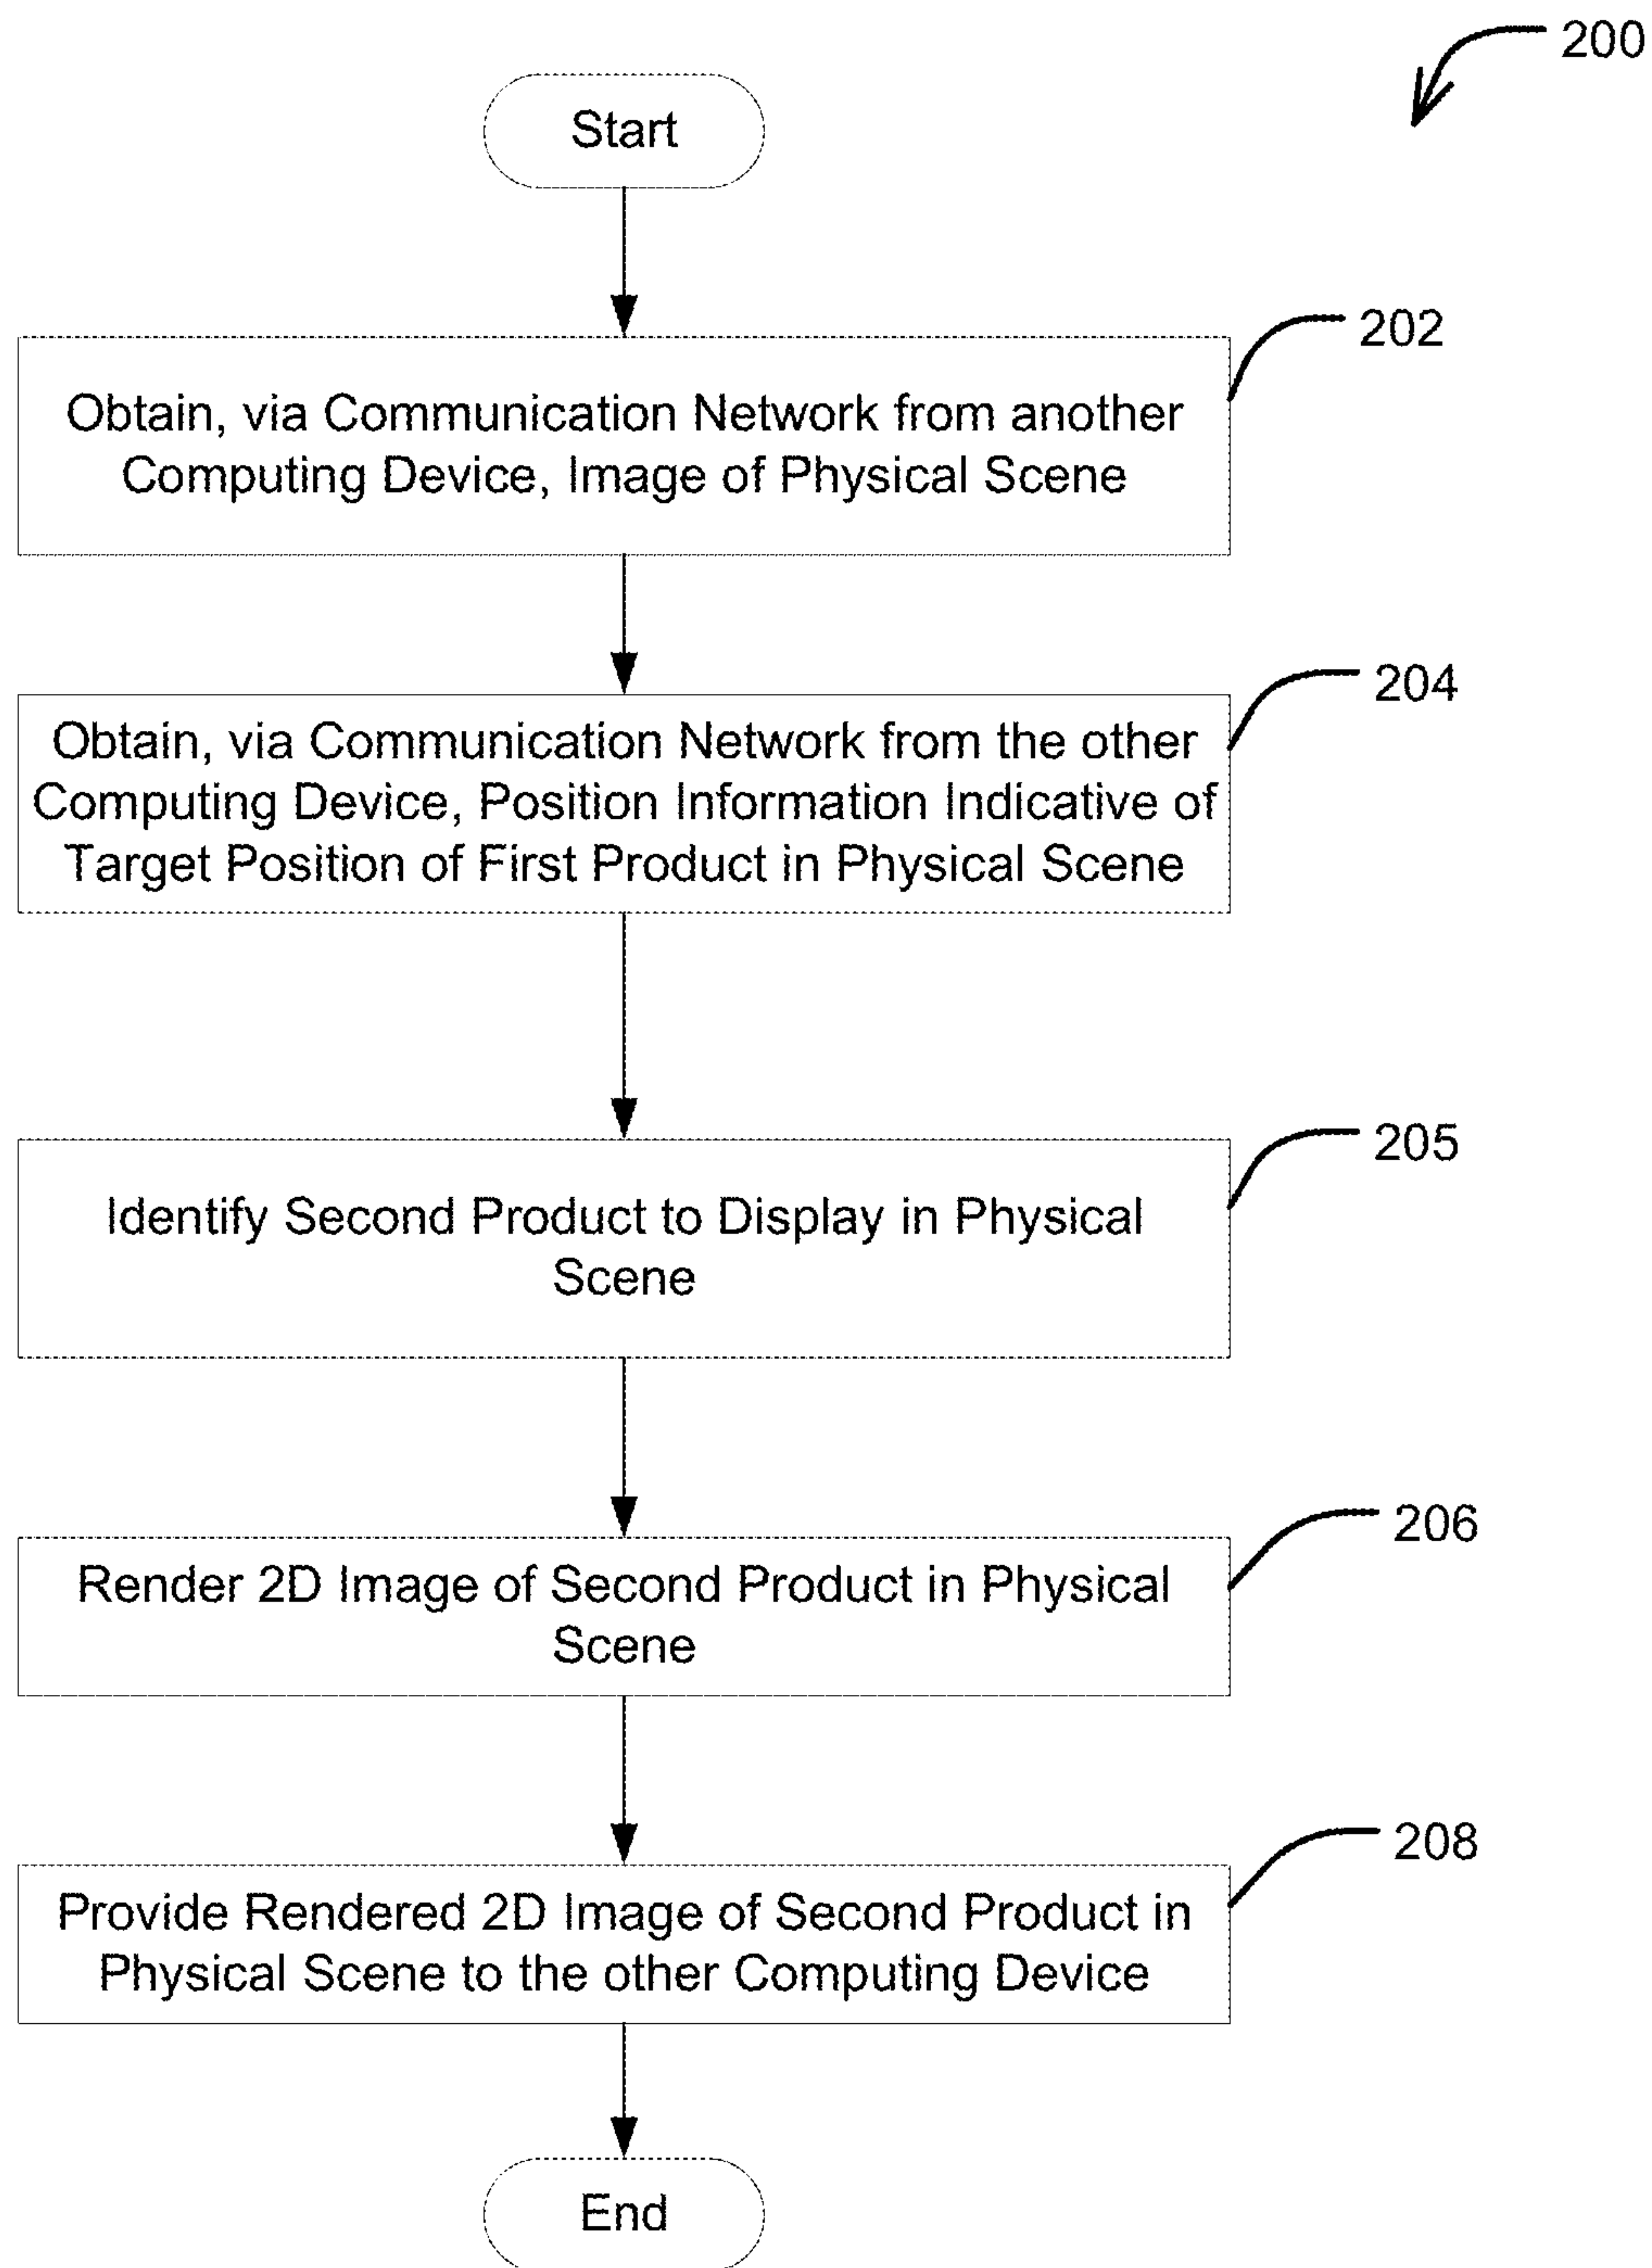 200
Start
202
Obtain, via Communication Network from another
Computing Device, Image of Physical Scene
204
Obtain, via Communication Network from the other
Computing Device, Position Information Indicative of
Target Position of First Product in Physical Scene
205
Identify Second Product to Display in Physical
Scene
206
Render 2D Image of Second Product in Physical
Scene
208
Provide Rendered 2D Image of Second Product in
Physical Scene to the other Computing Device
End